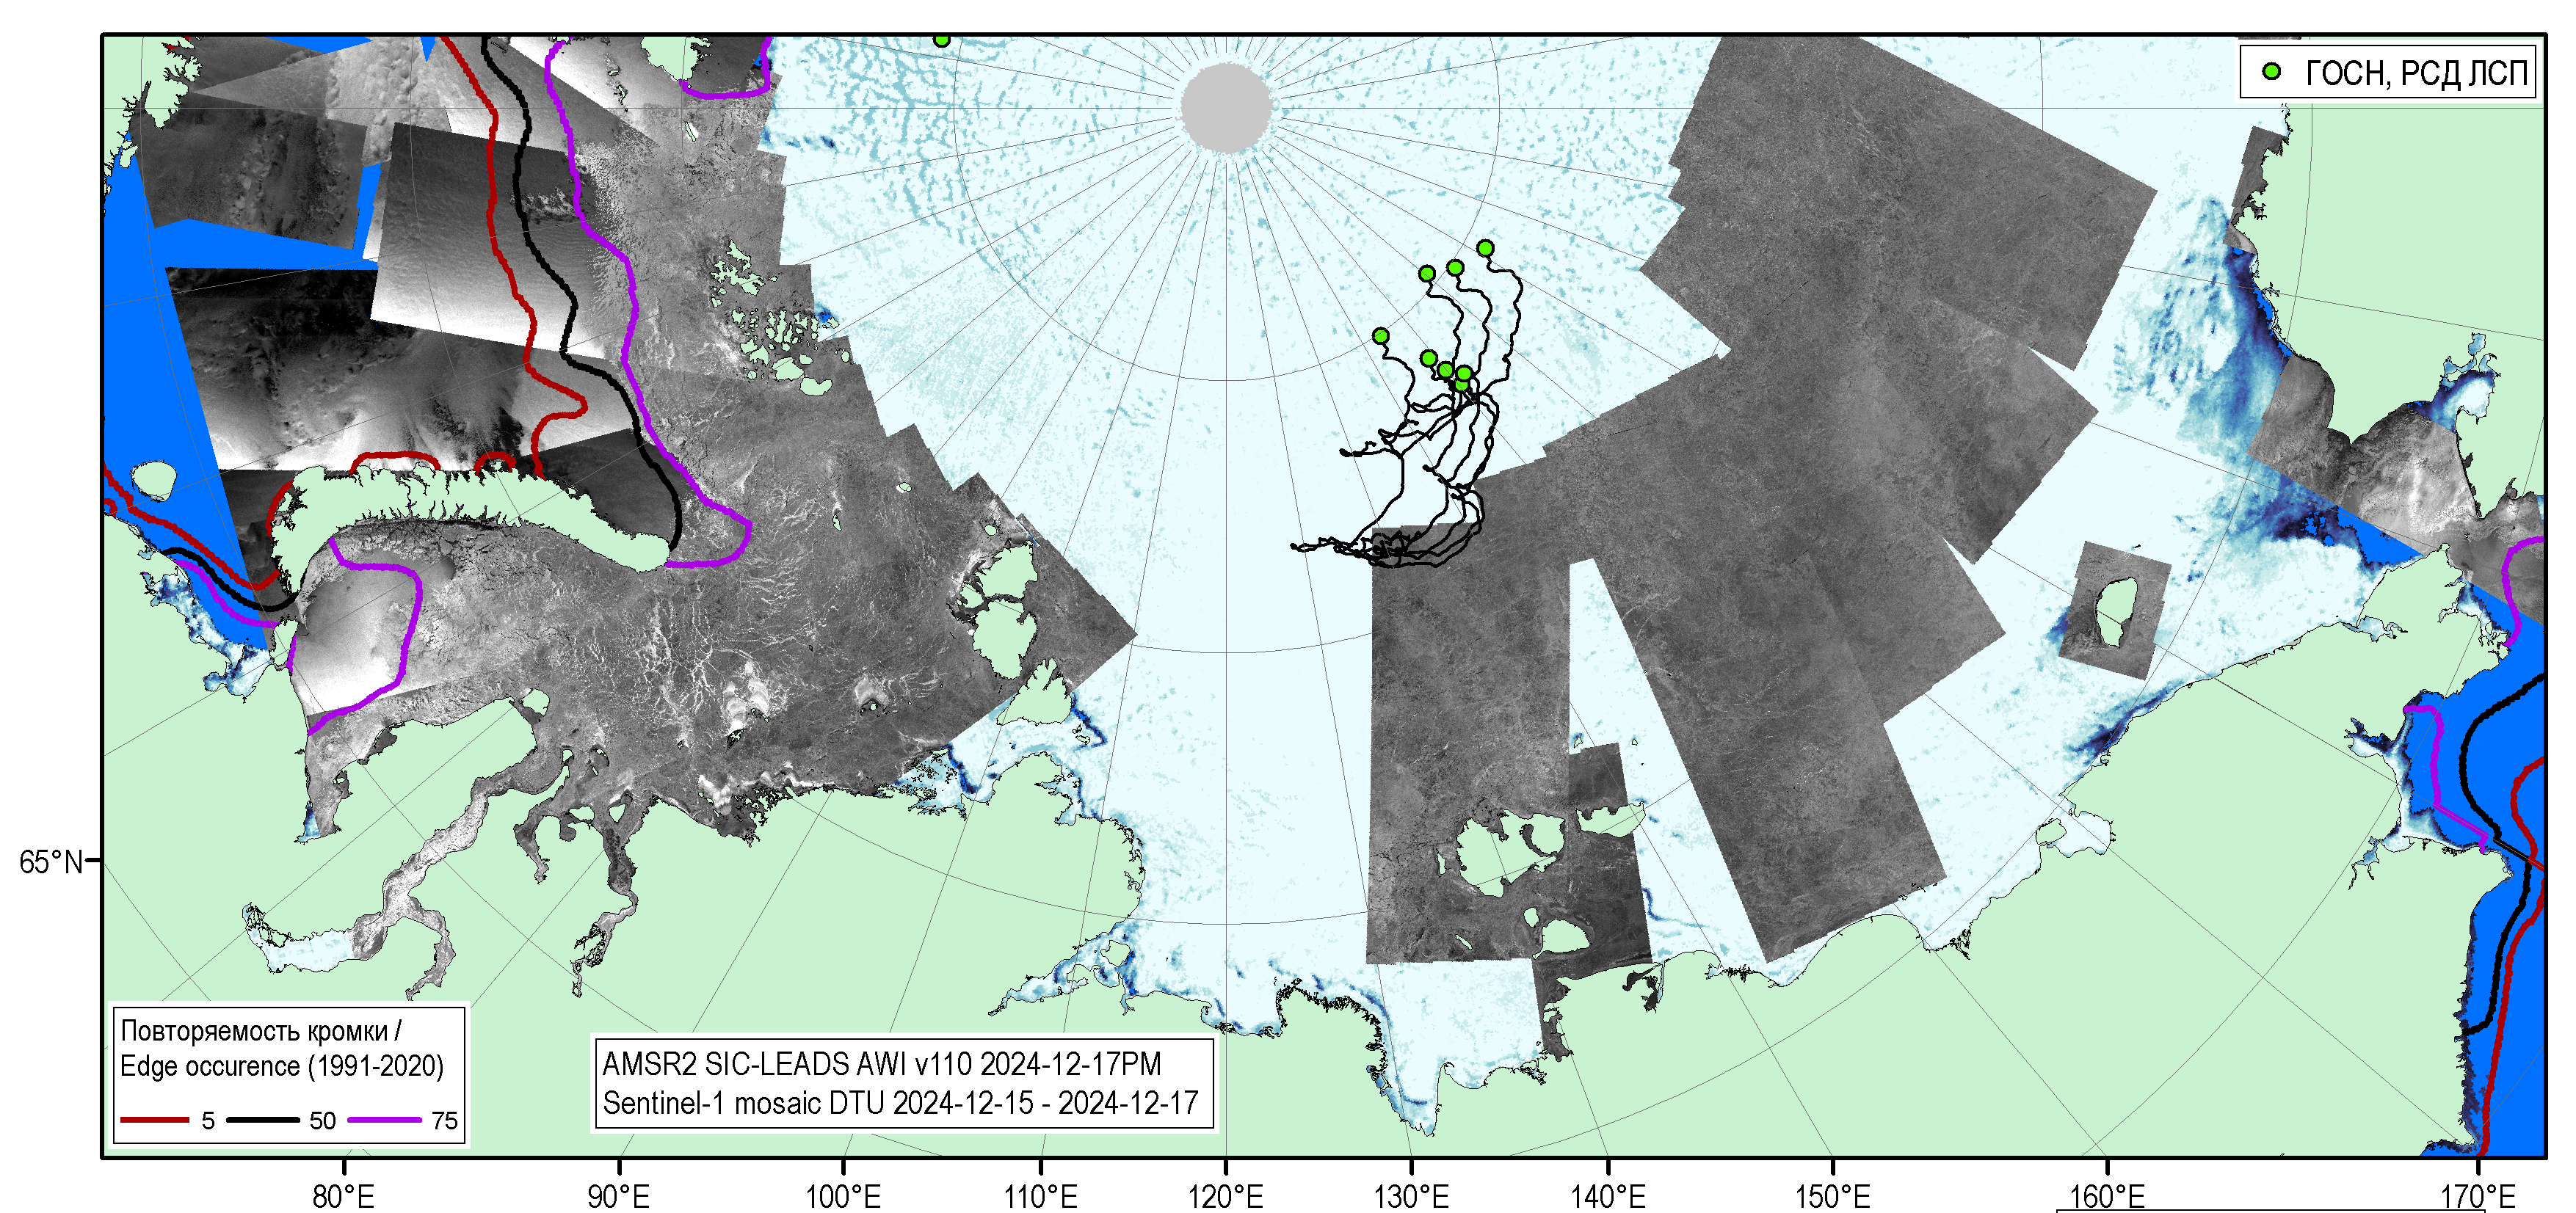 ГОСН, РСД ЛСП
65°N
Повторяемость кромки /
Edge occurence (1991-2020)
5 50 75
AMSR2 SIC-LEADS AWI v110 2024-12-17PM
Sentinel-1 mosaic DTU 2024-12-15 - 2024-12-17
80°E 90°E 100°E 110°E 120°E 130°E 140°E 150°E 160°E 170°E